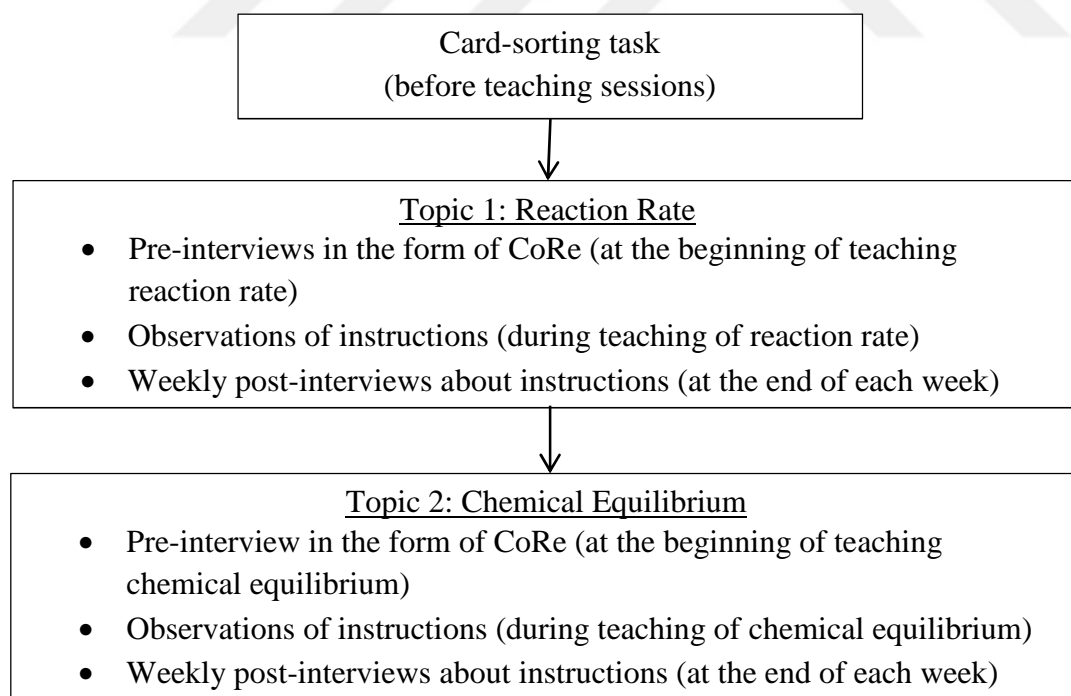 Card-sorting task
(before teaching sessions)
Topic 1: Reaction Rate
• Pre-interviews in the form of CoRe (at the beginning of teaching
reaction rate)
• Observations of instructions (during teaching of reaction rate)
• Weekly post-interviews about instructions (at the end of each week)
Topic 2: Chemical Equilibrium
• Pre-interview in the form of CoRe (at the beginning of teaching
chemical equilibrium)
• Observations of instructions (during teaching of chemical equilibrium)
• Weekly post-interviews about instructions (at the end of each week)